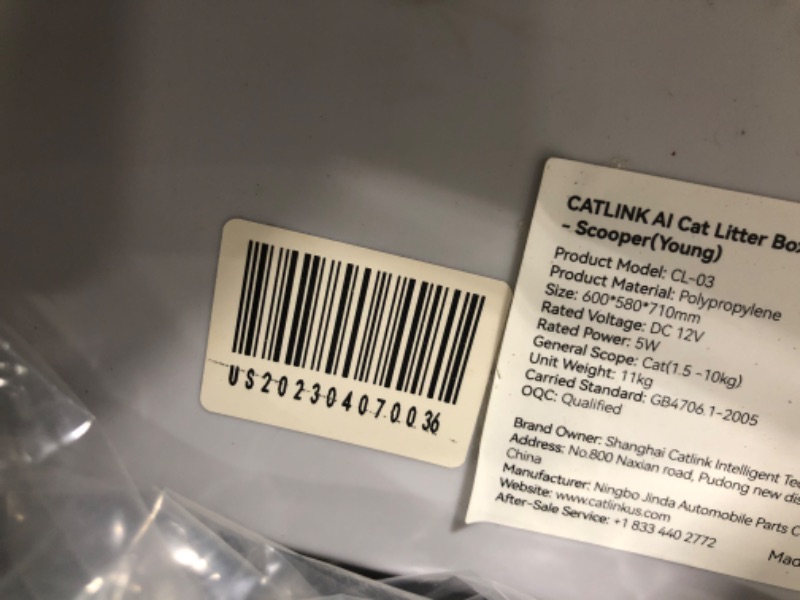 US202304070036
CATLINK AI Cat Litter Box
- Scooper(Young)
Product Model: CL-03
Product Material: Polypropylene
Size: 600*580*710mm
Rated Voltage: DC 12V
Rated Power: 5W
General Scope: Cat(1.5 -10kg)
Unit Weight: 11kg
Carried Standard: GB4706.1-2005
OQC: Qualified
Brand Owner: Shanghai Catlink Intelligent
Address: No.800 Naxian road, Pudong new
China
Manufacturer: Ningbo Jinda Automobile Parts
Website: www.catlinkus.com
After-Sale Service: +1 833 440 2772